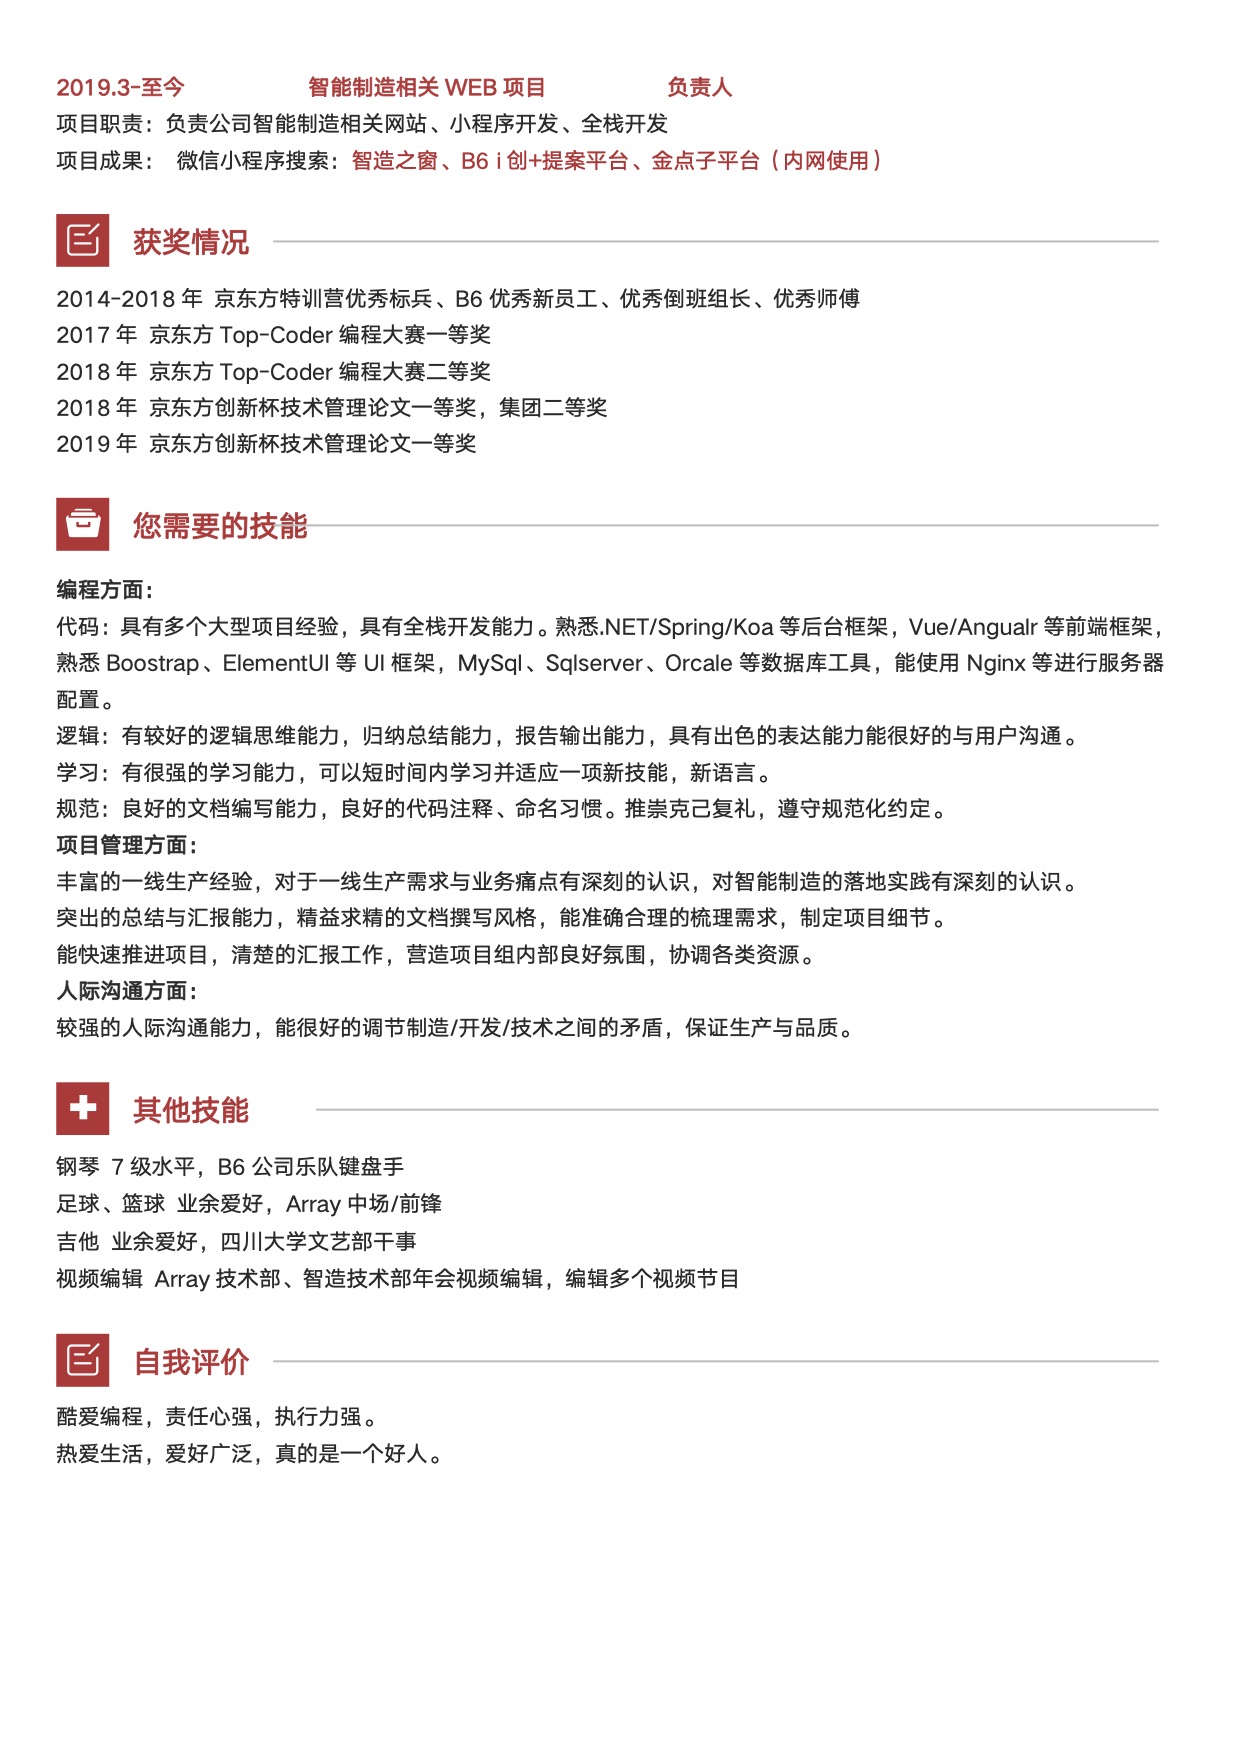 2019.3-至今 智能制造相关 WEB 项目 负责人
项目职责：负责公司智能制造相关网站、小程序开发、全栈开发
项目成果： 微信小程序搜索：智造之窗、B6 i 创+提案平台、金点子平台（内网使用）
获奖情况
2014-2018 年 京东方特训营优秀标兵、B6 优秀新员工、优秀倒班组长、优秀师傅
2017 年 京东方 Top-Coder 编程大赛一等奖
2018 年 京东方 Top-Coder 编程大赛二等奖
2018 年 京东方创新杯技术管理论文一等奖，集团二等奖
2019 年 京东方创新杯技术管理论文一等奖
您需要的技能
编程方面：
代码：具有多个大型项目经验，具有全栈开发能力。熟悉.NET/Spring/Koa 等后台框架，Vue/Angualr 等前端框架，
熟悉 Boostrap、ElementUI 等 UI 框架，MySql、Sqlserver、Orcale 等数据库工具，能使用 Nginx 等进行服务器
配置。
逻辑：有较好的逻辑思维能力，归纳总结能力，报告输出能力，具有出色的表达能力能很好的与用户沟通。
学习：有很强的学习能力，可以短时间内学习并适应一项新技能，新语言。
规范：良好的文档编写能力，良好的代码注释、命名习惯。推崇克己复礼，遵守规范化约定。
项目管理方面：
丰富的一线生产经验，对于一线生产需求与业务痛点有深刻的认识，对智能制造的落地实践有深刻的认识。
突出的总结与汇报能力，精益求精的文档撰写风格，能准确合理的梳理需求，制定项目细节。
能快速推进项目，清楚的汇报工作，营造项目组内部良好氛围，协调各类资源。
人际沟通方面：
较强的人际沟通能力，能很好的调节制造/开发/技术之间的矛盾，保证生产与品质。
其他技能
钢琴 7 级水平，B6 公司乐队键盘手
足球、篮球 业余爱好，Array 中场/前锋
吉他 业余爱好，四川大学文艺部干事
视频编辑 Array 技术部、智造技术部年会视频编辑，编辑多个视频节目
自我评价
酷爱编程，责任心强，执行力强。
热爱生活，爱好广泛，真的是一个好人。